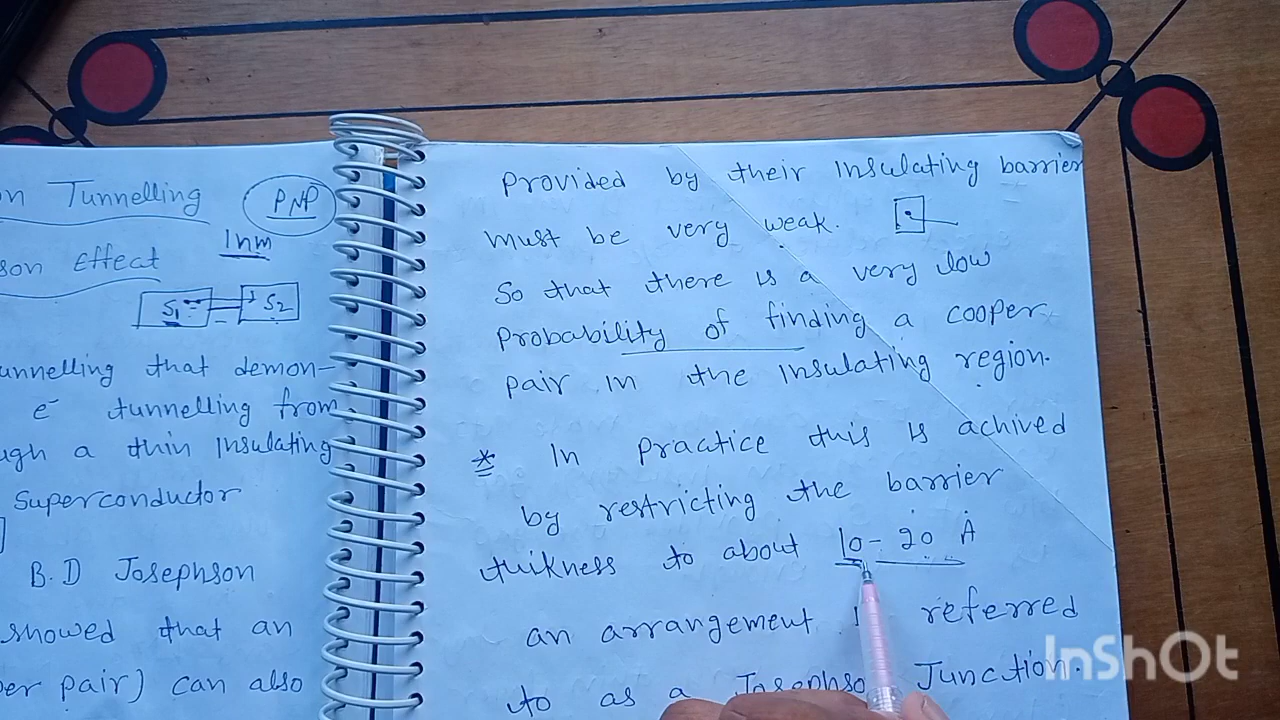 on Tunnelling
PNP
son Effect
1nm
S1
S2
unnelling that demon-
e- tunnelling from
ugh a thin Insulating
Superconductor
B.D Josephson
showed that an
per pair) can also
Provided by their Insulating barrier
must be very weak.
So that there is a very low
Probability of finding a cooper
pair in the Insulating region.
* In practice this is achived
by restricting the barrier
thikness to about 10-20 Å
an arrangement referred
to as a Josephso Junction.
InShOt